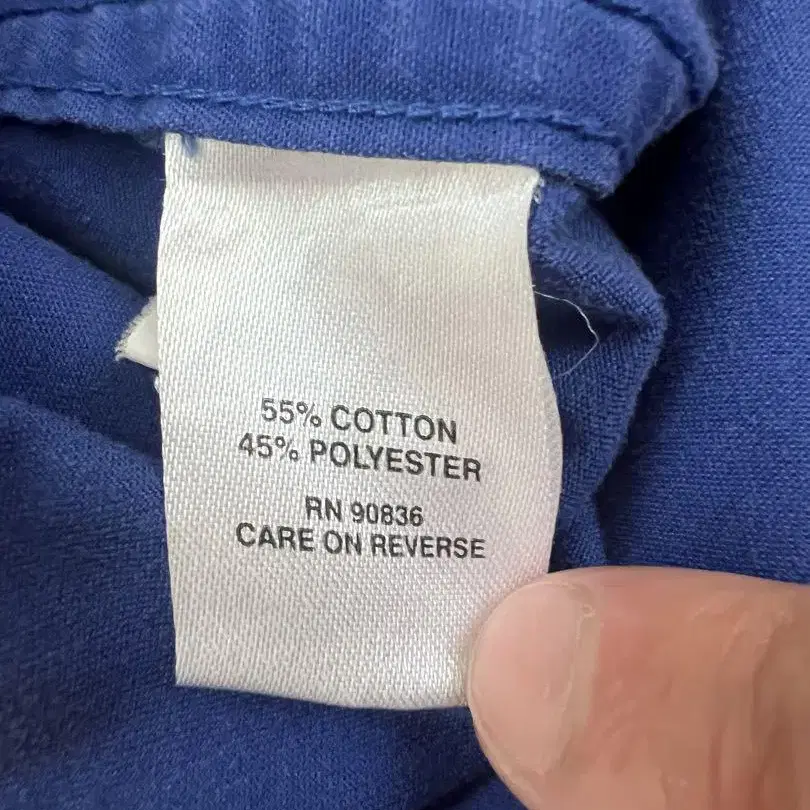 55% COTTON
45% POLYESTER
RN 90836
CARE ON REVERSE